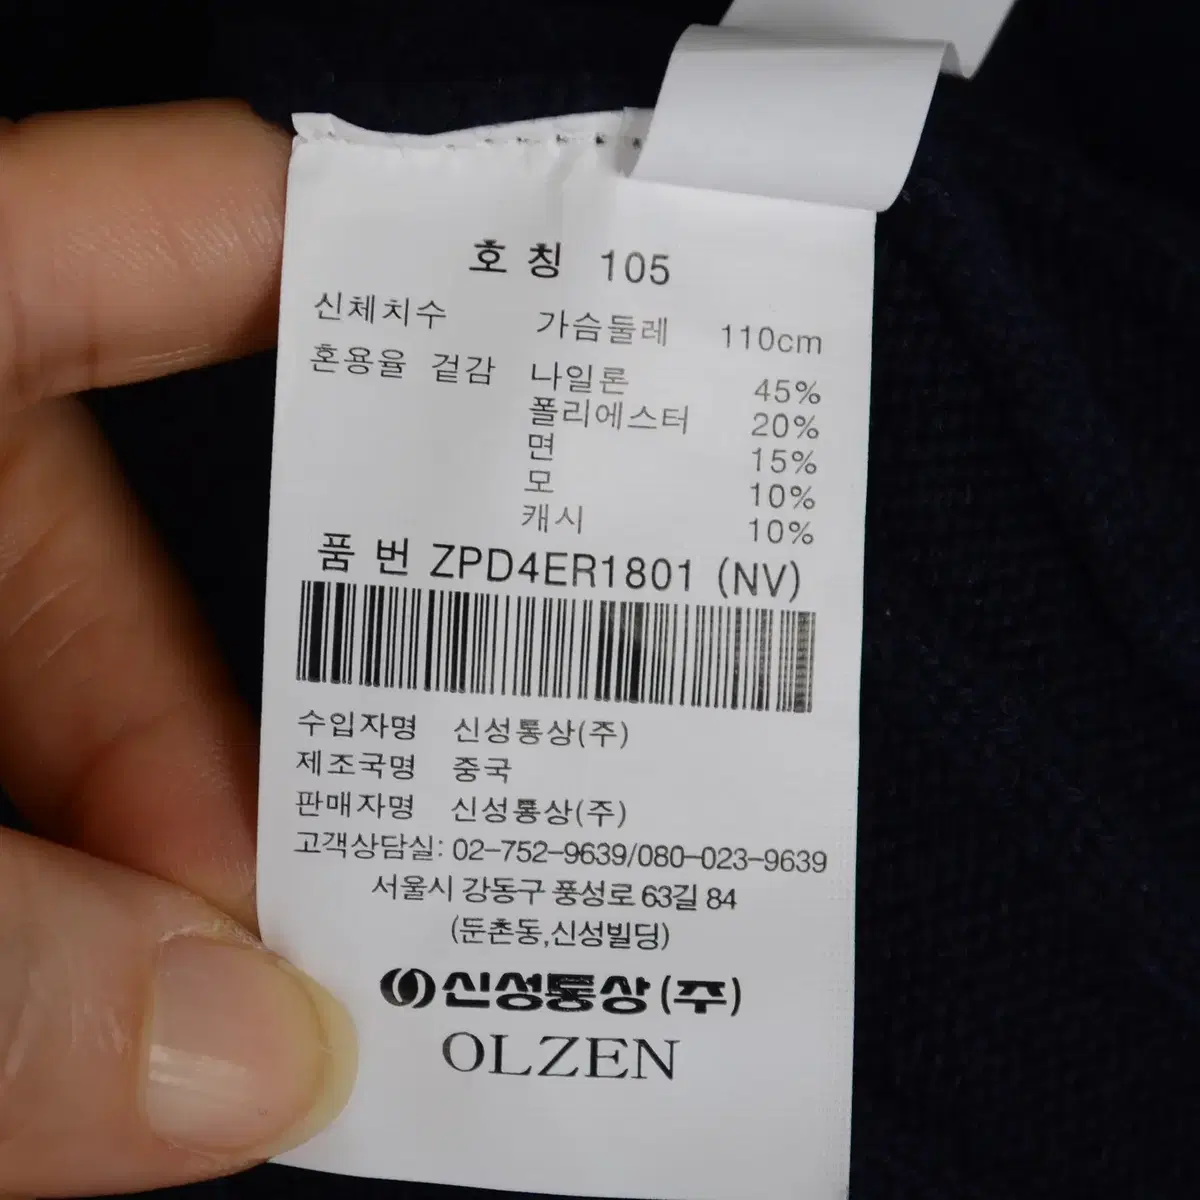 호칭 105
신체치수 가슴둘레 110cm
혼용율 겉감 나일론 45%
폴리에스터 20%
면 15%
모 10%
캐시 10%
품번 ZPD4ER1801 (NV)
수입자명 신성통상(주)
제조국명 중국
판매자명 신성통상(주)
고객상담실: 02-752-9639/080-023-9639
서울시 강동구 풍성로 63길 84
(둔촌동,신성빌딩)
신성통상(주)
OLZEN